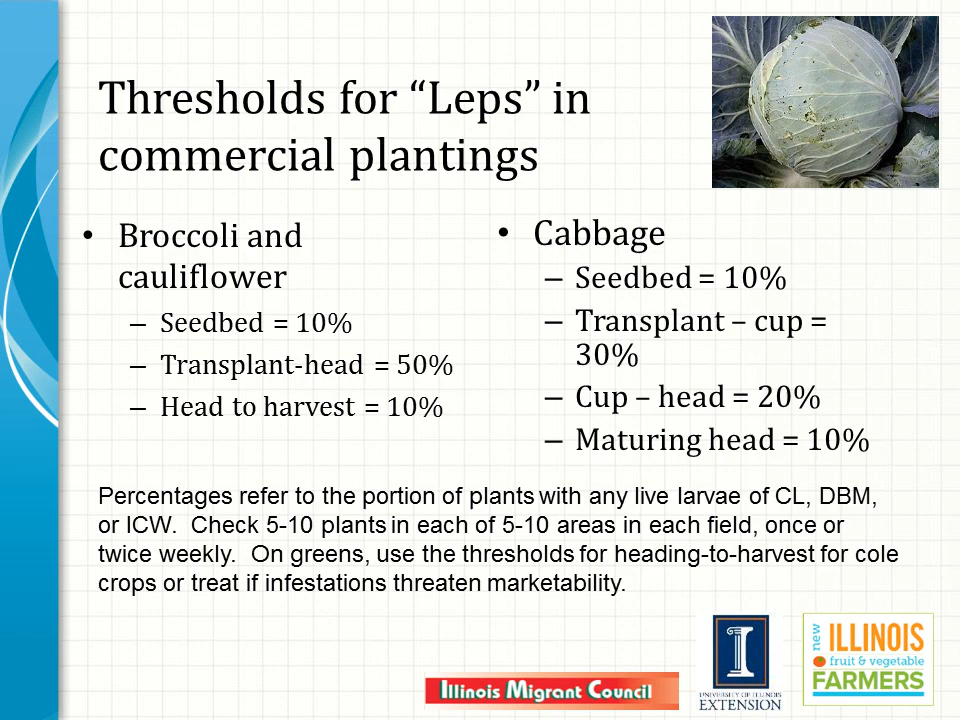 Thresholds for “Leps” in
commercial plantings
• Broccoli and
cauliflower
– Seedbed = 10%
– Transplant-head = 50%
– Head to harvest = 10%
• Cabbage
– Seedbed = 10%
– Transplant – cup =
30%
– Cup – head = 20%
– Maturing head = 10%
Percentages refer to the portion of plants with any live larvae of CL, DBM,
or ICW. Check 5-10 plants in each of 5-10 areas in each field, once or
twice weekly. On greens, use the thresholds for heading-to-harvest for cole
crops or treat if infestations threaten marketability.
Illinois Migrant Council
I
UNIVERSITY OF ILLINOIS
EXTENSION
new
ILLINOIS
fruit & vegetable
FARMERS